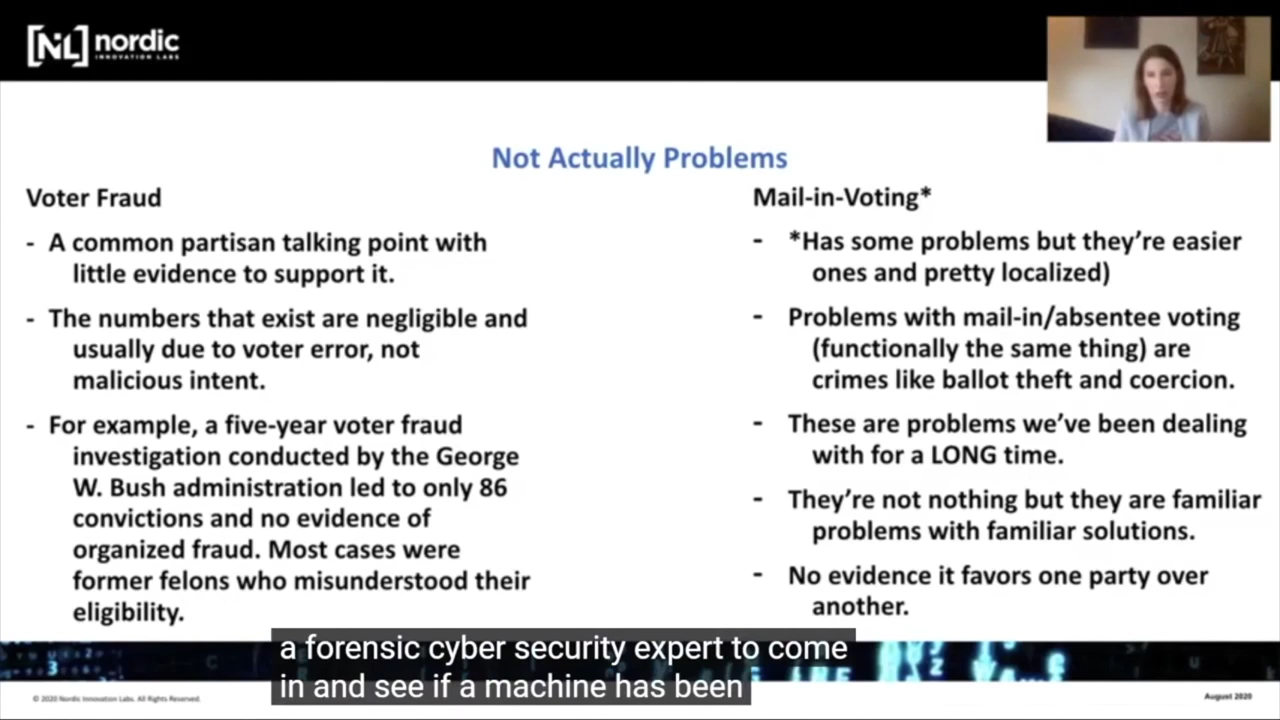 [NL] nordic
INNOVATION LABS
Not Actually Problems
Voter Fraud
- A common partisan talking point with
little evidence to support it.
- The numbers that exist are negligible and
usually due to voter error, not
malicious intent.
- For example, a five-year voter fraud
investigation conducted by the George
W. Bush administration led to only 86
convictions and no evidence of
organized fraud. Most cases were
former felons who misunderstood their
eligibility.
Mail-in-Voting*
- *Has some problems but they’re easier
ones and pretty localized)
- Problems with mail-in/absentee voting
(functionally the same thing) are
crimes like ballot theft and coercion.
- These are problems we’ve been dealing
with for a LONG time.
- They’re not nothing but they are familiar
problems with familiar solutions.
- No evidence it favors one party over
another.
a forensic cyber security expert to come
in and see if a machine has been
© 2020 Nordic Innovation Labs. All Rights Reserved.
August 2020